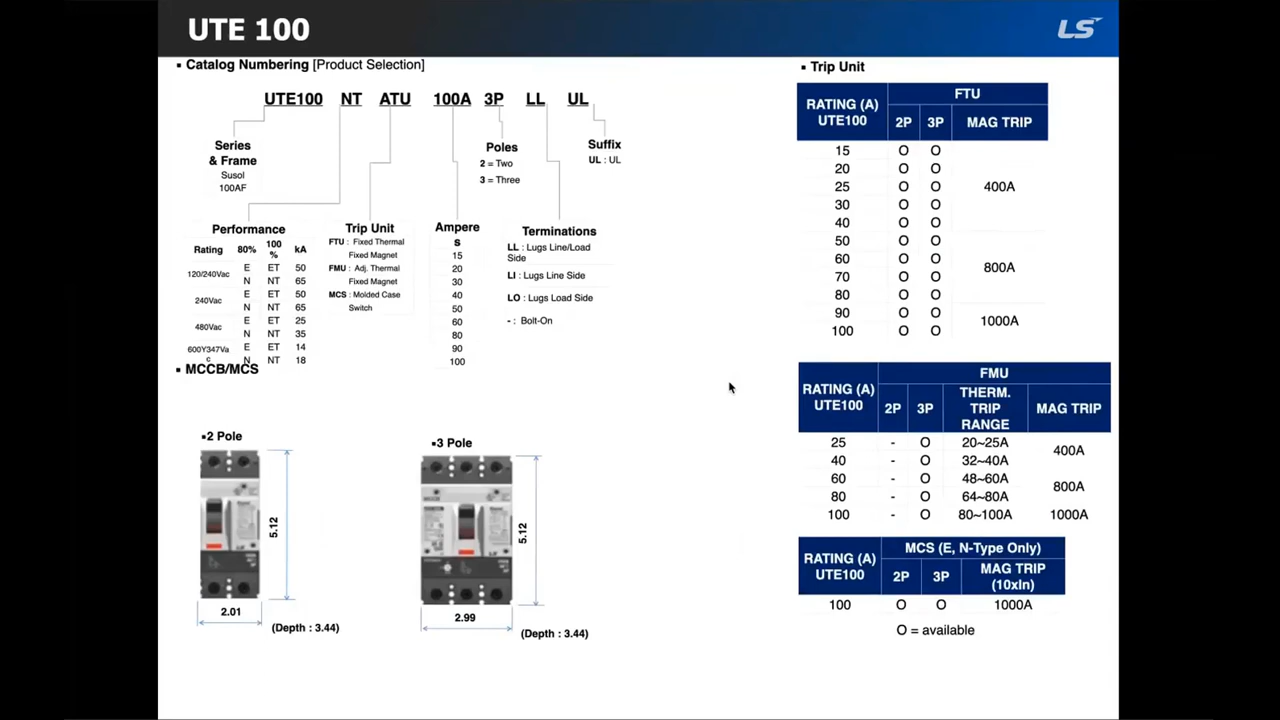 UTE 100
LS
▪ Catalog Numbering [Product Selection]
UTE100 NT ATU 100A 3P LL UL
Series
& Frame
Susol
100AF
Poles
2 = Two
3 = Three
Suffix
UL : UL
Performance
Rating 80% 100 % kA
120/240Vac E ET 50
N NT 65
240Vac E ET 50
N NT 65
480Vac E ET 25
N NT 35
600Y347Vac E ET 14
N NT 18
Trip Unit
FTU : Fixed Thermal
Fixed Magnet
FMU : Adj. Thermal
Fixed Magnet
MCS : Molded Case
Switch
Ampere
s
15
20
30
40
50
60
80
90
100
Terminations
LL : Lugs Line/Load
Side
LI : Lugs Line Side
LO : Lugs Load Side
- : Bolt-On
▪ MCCB/MCS
▪2 Pole
5.12
2.01
(Depth : 3.44)
▪3 Pole
5.12
2.99
(Depth : 3.44)
▪ Trip Unit
RATING (A)
UTE100
FTU
2P 3P MAG TRIP
15 O O
20 O O
25 O O 400A
30 O O
40 O O
50 O O
60 O O 800A
70 O O
80 O O
90 O O 1000A
100 O O
RATING (A)
UTE100
FMU
2P 3P THERM. TRIP RANGE MAG TRIP
25 - O 20~25A 400A
40 - O 32~40A
60 - O 48~60A 800A
80 - O 64~80A
100 - O 80~100A 1000A
RATING (A)
UTE100
MCS (E, N-Type Only)
2P 3P MAG TRIP (10xIn)
100 O O 1000A
O = available